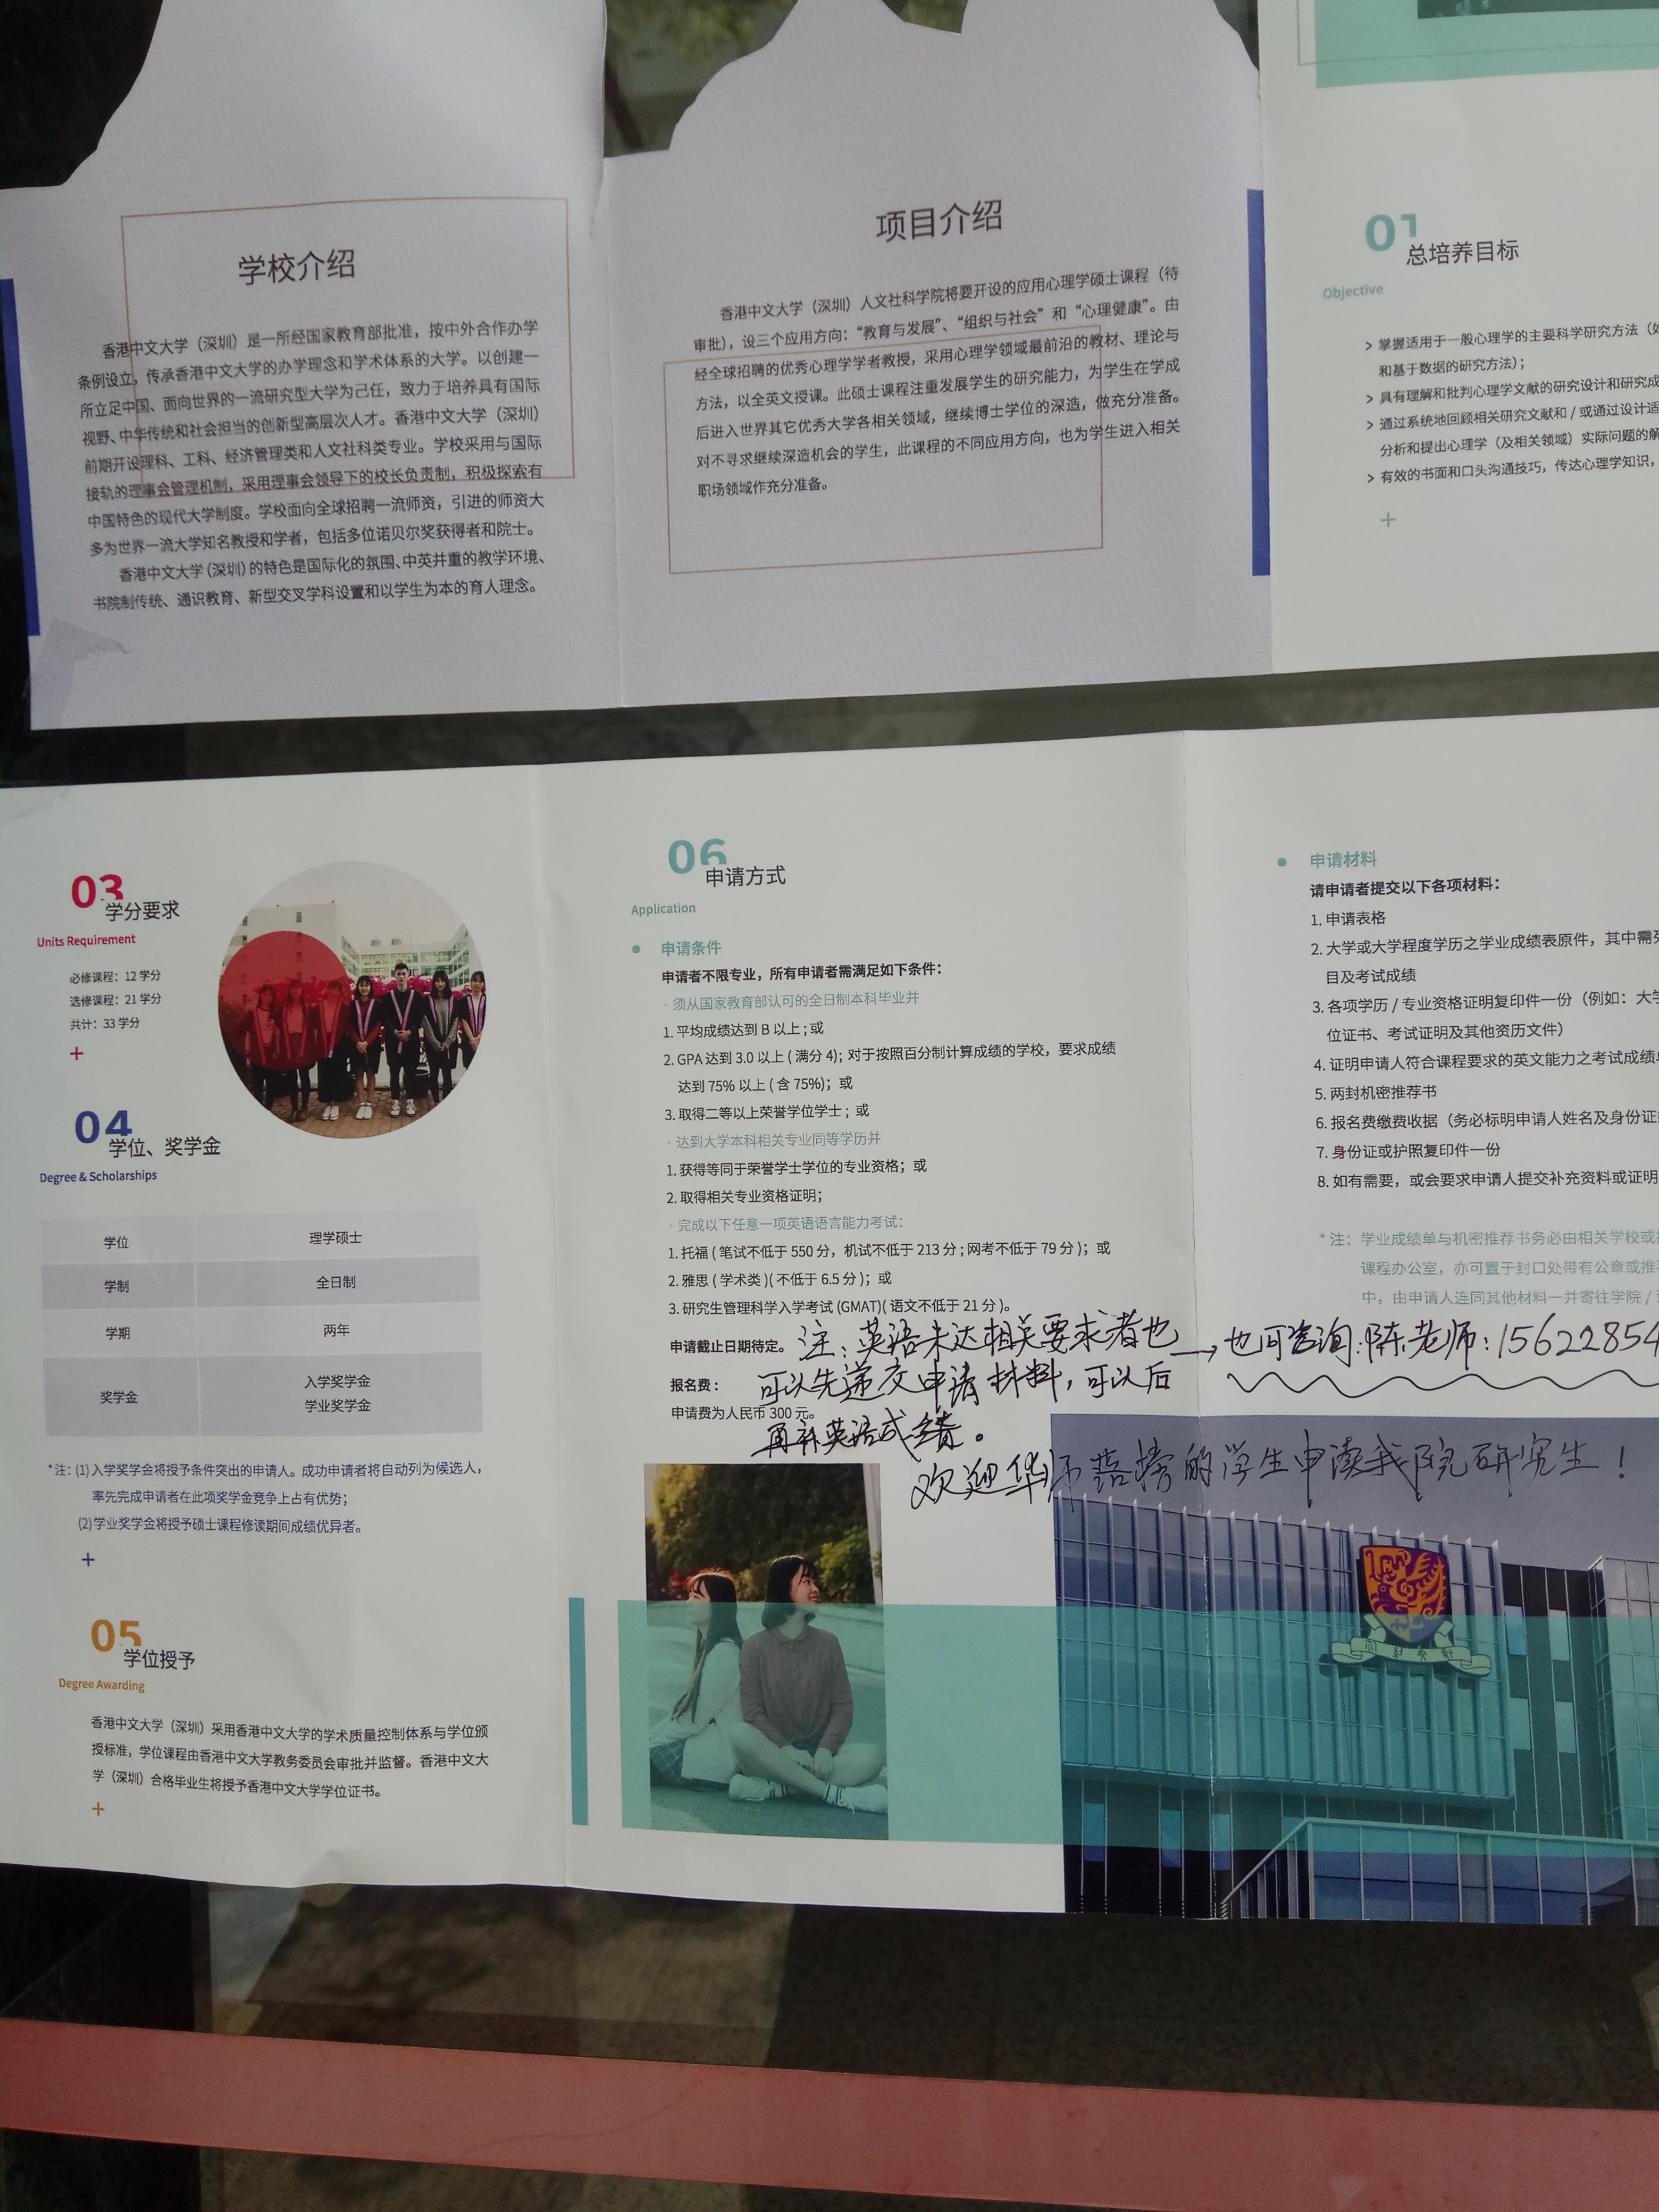 学校介绍
香港中文大学（深圳）是一所经国家教育部批准，按中外合作办学
条例设立，传承香港中文大学的办学理念和学术体系的大学。以创建一
所立足中国、面向世界的一流研究型大学为己任，致力于培养具有国际
视野、中华传统和社会担当的创新型高层次人才。香港中文大学（深圳）
前期开设理科、工科、经济管理类和人文社科类专业。学校采用与国际
接轨的理事会管理机制，采用理事会领导下的校长负责制，积极探索有
中国特色的现代大学制度。学校面向全球招聘一流师资，引进的师资大
多为世界一流大学知名教授和学者，包括多位诺贝尔奖获得者和院士。
香港中文大学（深圳）的特色是国际化的氛围、中英并重的教学环境、
书院制传统、通识教育、新型交叉学科设置和以学生为本的育人理念。
项目介绍
香港中文大学（深圳）人文社科学院将要开设的应用心理学硕士课程（待
审批），设三个应用方向：“教育与发展”、“组织与社会”和“心理健康”。由
经全球招聘的优秀心理学学者教授，采用心理学领域最前沿的教材、理论与
方法，以全英文授课。此硕士课程注重发展学生的研究能力，为学生在学成
后进入世界其它优秀大学各相关领域，继续博士学位的深造，做充分准备。
对不寻求继续深造机会的学生，此课程的不同应用方向，也为学生进入相关
职场领域作充分准备。
01
总培养目标
Objective
> 掌握适用于一般心理学的主要科学研究方法（
和基于数据的研究方法）；
> 具有理解和批判心理学文献的研究设计和研究成
> 通过系统地回顾相关研究文献和 / 或通过设计适
分析和提出心理学（及相关领域）实际问题的解
> 有效的书面和口头沟通技巧，传达心理学知识，
03
学分要求
Units Requirement
必修课程：12 学分
选修课程：21 学分
共计：33 学分
04
学位、奖学金
Degree & Scholarships
学位 理学硕士
学制 全日制
学期 两年
奖学金 入学奖学金
学业奖学金
*注：(1) 入学奖学金将授予条件突出的申请人。成功申请者将自动列为候选人，
率先完成申请者在此项奖学金竞争上占有优势；
(2) 学业奖学金将授予硕士课程修读期间成绩优异者。
05
学位授予
Degree Awarding
香港中文大学（深圳）采用香港中文大学的学术质量控制体系与学位颁
授标准，学位课程由香港中文大学教务委员会审批并监督。香港中文大
学（深圳）合格毕业生将授予香港中文大学学位证书。
06
申请方式
Application
申请条件
申请者不限专业，所有申请者需满足如下条件：
· 须从国家教育部认可的全日制本科毕业并
1. 平均成绩达到 B 以上；或
2. GPA 达到 3.0 以上 ( 满分 4)；对于按照百分制计算成绩的学校，要求成绩
达到 75% 以上 ( 含 75%)；或
3. 取得二等以上荣誉学位学士；或
· 达到大学本科相关专业同等学历并
1. 获得等同于荣誉学士学位的专业资格；或
2. 取得相关专业资格证明；
· 完成以下任意一项英语语言能力考试：
1. 托福 ( 笔试不低于 550 分，机试不低于 213 分；网考不低于 79 分 )；或
2. 雅思 ( 学术类 )( 不低于 6.5 分 )；或
3. 研究生管理科学入学考试 (GMAT)( 语文不低于 21 分 )。
申请截止日期待定。
注：英语未达相关要求者也
可以先递交申请材料，可以后
再补英语成绩。
报名费：
申请费为人民币 300 元。
→也可咨询：陈老师：15622854
欢迎华师落榜的学生申读我院研究生！
申请材料
请申请者提交以下各项材料：
1. 申请表格
2. 大学或大学程度学历之学业成绩表原件，其中需
目及考试成绩
3. 各项学历 / 专业资格证明复印件一份（例如：大学
位证书、考试证明及其他资历文件）
4. 证明申请人符合课程要求的英文能力之考试成绩
5. 两封机密推荐书
6. 报名费缴费收据（务必标明申请人姓名及身份证
7. 身份证或护照复印件一份
8. 如有需要，或会要求申请人提交补充资料或证明
* 注：学业成绩单与机密推荐书务必由相关学校或
课程办公室，亦可置于封口处带有公章或推
中，由申请人连同其他材料一并寄往学院 /